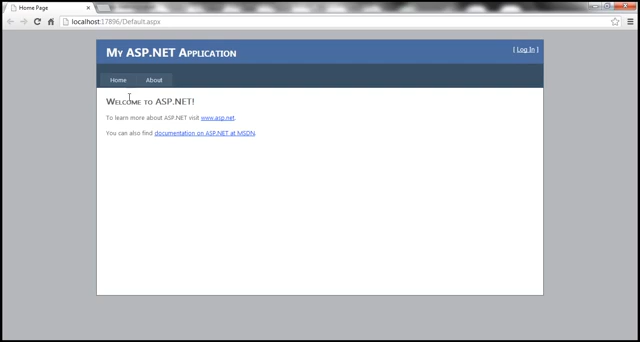 Home Page
localhost:17896/Default.aspx
My ASP.NET Application
[ Log In ]
Home About
Welcome to ASP.NET!
To learn more about ASP.NET visit www.asp.net.
You can also find documentation on ASP.NET at MSDN.